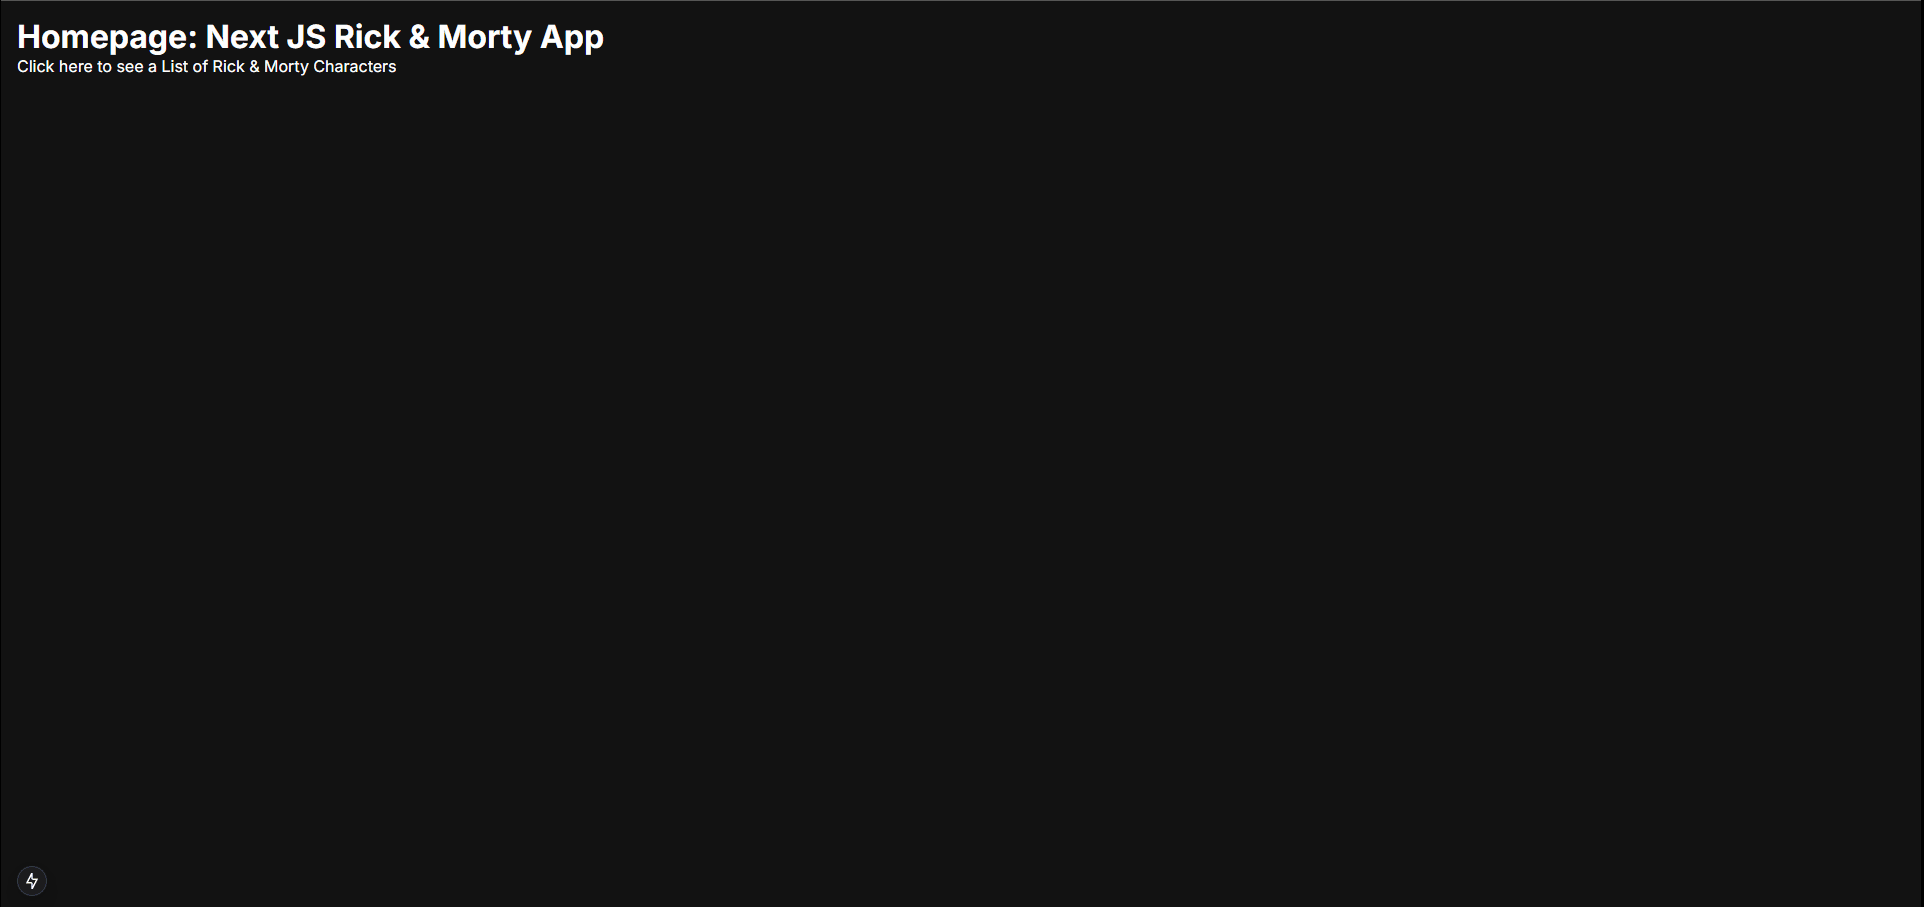 Homepage: Next JS Rick & Morty App
Click here to see a List of Rick & Morty Characters